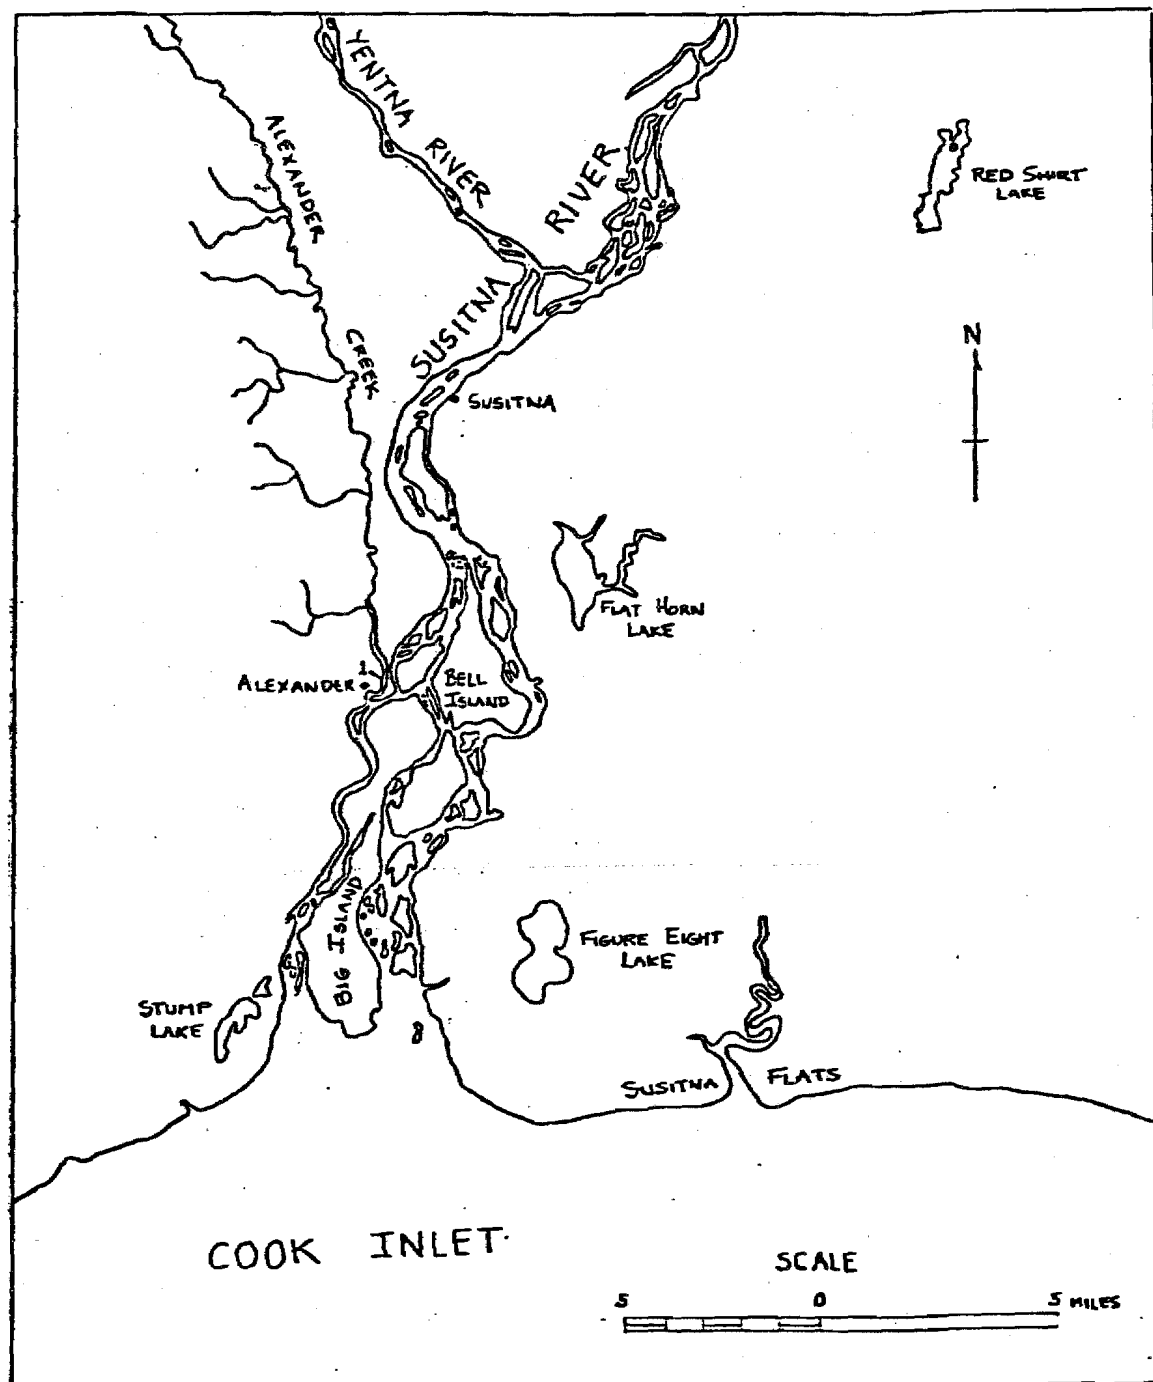 YENTNA RIVER
ALEXANDER CREEK
SUSITNA RIVER
RED SHIRT
LAKE
N
SUSITNA
FLAT HORN
LAKE
1
ALEXANDER
BELL
ISLAND
BIG ISLAND
FIGURE EIGHT
LAKE
STUMP
LAKE
SUSITNA FLATS
COOK INLET
SCALE
5 0 5 MILES